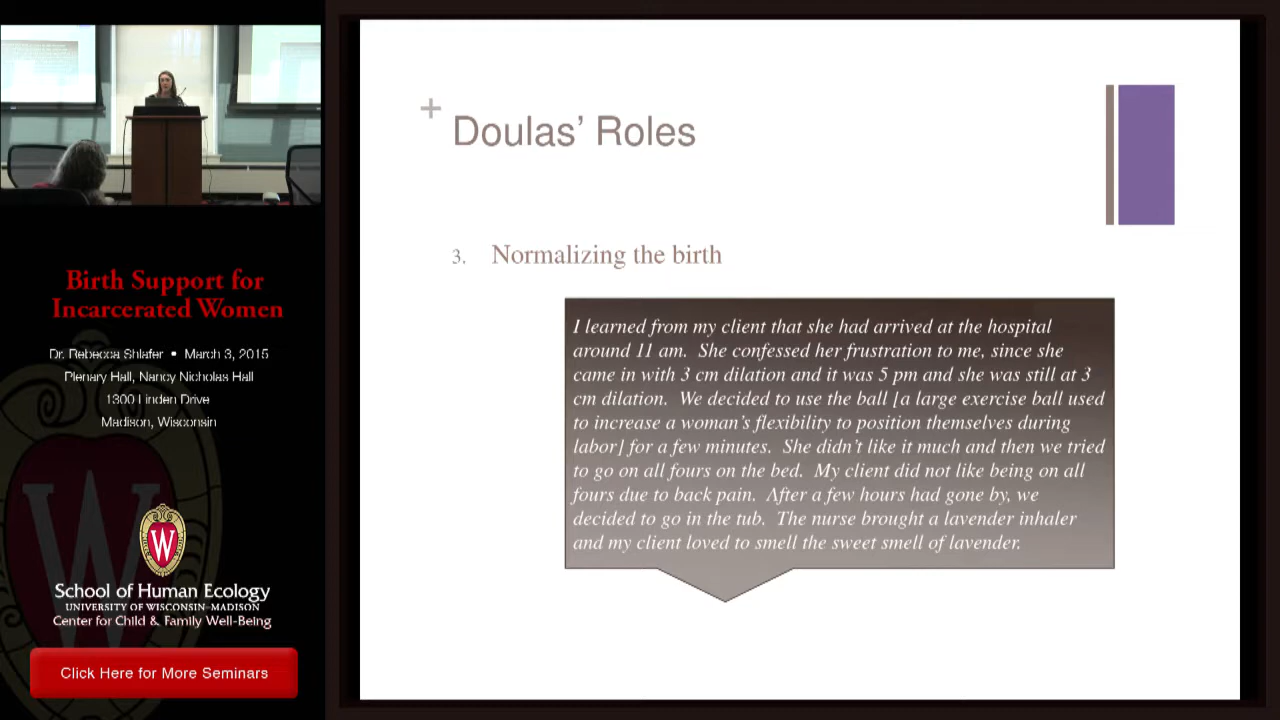 +
Doulas’ Roles
3. Normalizing the birth
I learned from my client that she had arrived at the hospital
around 11 am. She confessed her frustration to me, since she
came in with 3 cm dilation and it was 5 pm and she was still at 3
cm dilation. We decided to use the ball [a large exercise ball used
to increase a woman’s flexibility to position themselves during
labor] for a few minutes. She didn’t like it much and then we tried
to go on all fours on the bed. My client did not like being on all
fours due to back pain. After a few hours had gone by, we
decided to go in the tub. The nurse brought a lavender inhaler
and my client loved to smell the sweet smell of lavender.
Birth Support for
Incarcerated Women
Dr. Rebecca Shlafer • March 3, 2015
Plenary Hall, Nancy Nicholas Hall
1300 Linden Drive
Madison, Wisconsin
W
School of Human Ecology
UNIVERSITY OF WISCONSIN-MADISON
Center for Child & Family Well-Being
Click Here for More Seminars